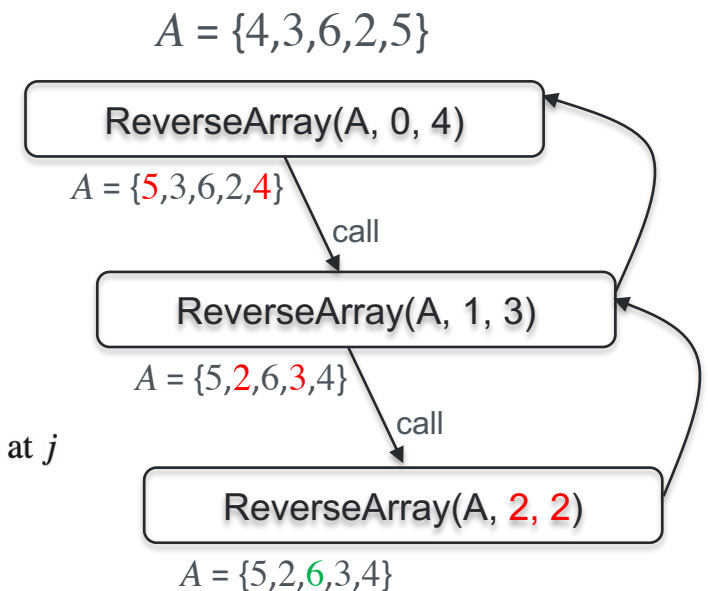 A = {4,3,6,2,5}
ReverseArray(A, 0, 4)
A = {5,3,6,2,4}
call
ReverseArray(A, 1, 3)
A = {5,2,6,3,4}
call
at j
ReverseArray(A, 2, 2)
A = {5,2,6,3,4}